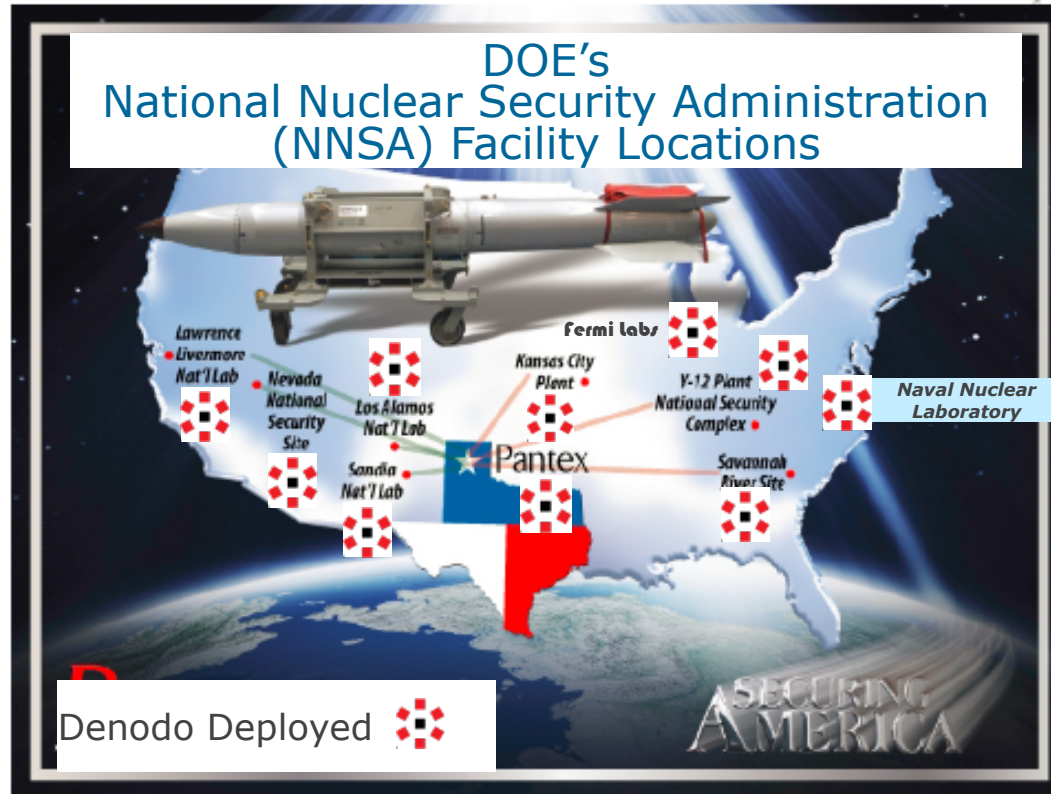 DOE’s
National Nuclear Security Administration
(NNSA) Facility Locations
Fermi Labs
Lawrence
Livermore
Nat'l Lab
Nevada
National
Security
Site
Los Alamos
Nat'l Lab
Sandia
Nat'l Lab
Kansas City
Plant
Y-12 Plant
National Security
Complex
Naval Nuclear
Laboratory
Pantex
Savannah
River Site
Denodo Deployed
SECURING
AMERICA